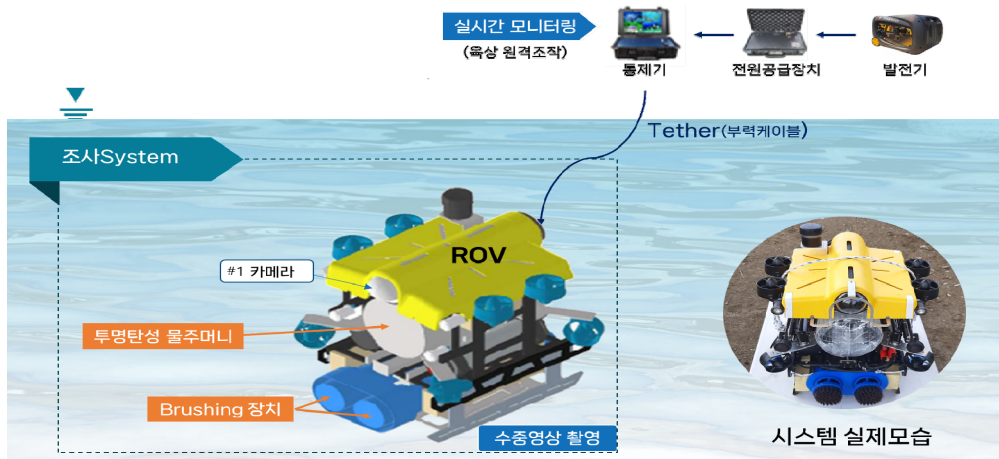 실시간 모니터링
(육상 원격조작)
통제기
전원공급장치
발전기
Tether(부력케이블)
조사System
ROV
#1 카메라
투명탄성 물주머니
Brushing 장치
수중영상 촬영
시스템 실제모습